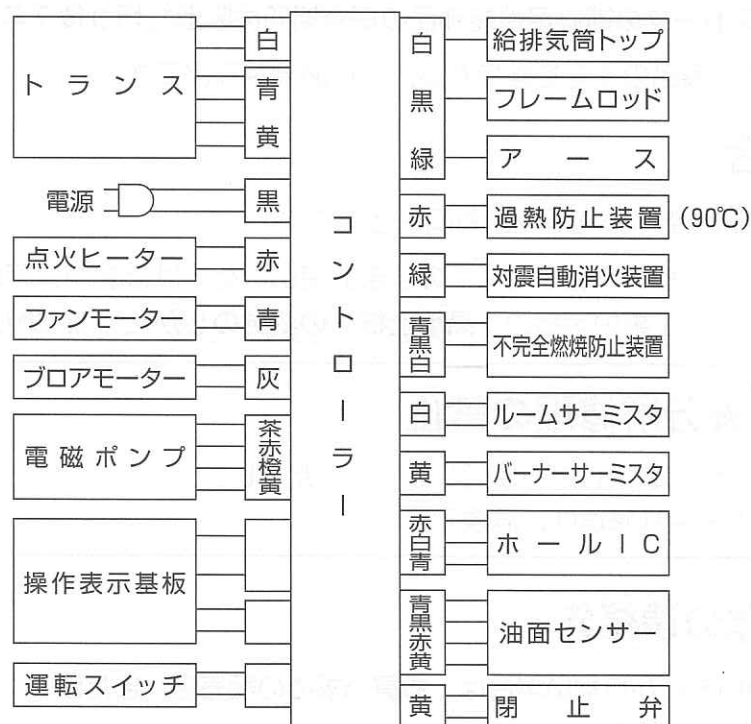 トランス
白
青
黄
電源
黒
点火ヒーター
赤
ファンモーター
青
ブロアモーター
灰
電磁ポンプ
茶
赤
橙
黄
操作表示基板
運転スイッチ
コントローラー
白
給排気筒トップ
黒
フレームロッド
緑
アース
赤
過熱防止装置 (90℃)
緑
対震自動消火装置
青
黒
白
不完全燃焼防止装置
白
ルームサーミスタ
黄
バーナーサーミスタ
赤
白
青
ホールIC
青
黒
赤
黄
油面センサー
黄
閉止弁